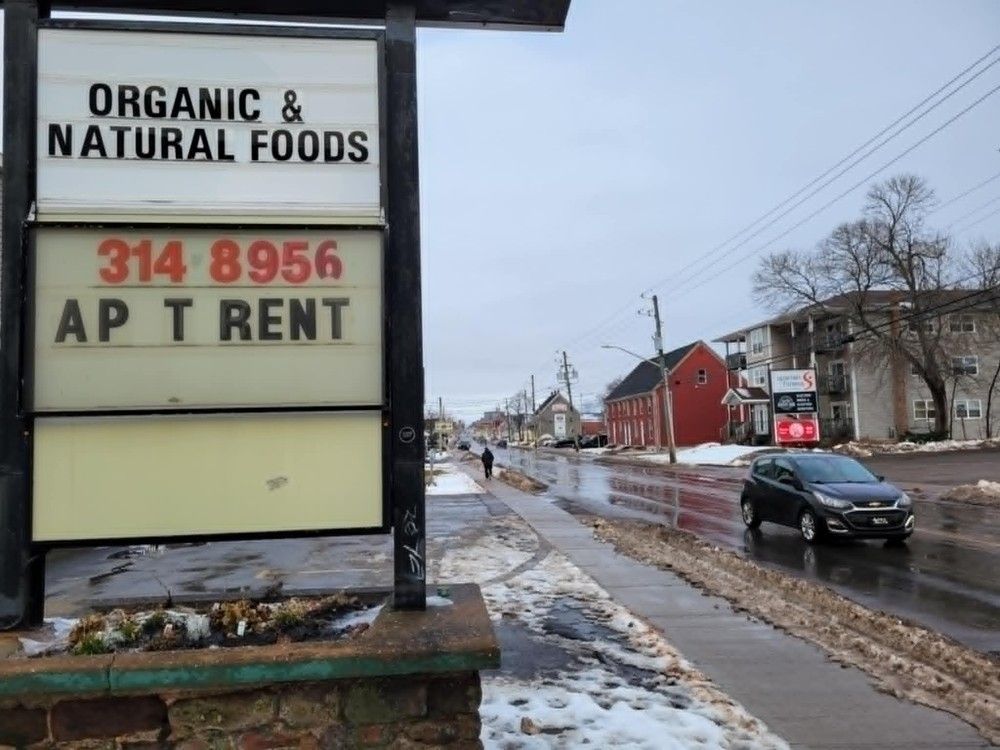 ORGANIC &
NATURAL FOODS
314 8956
AP T RENT